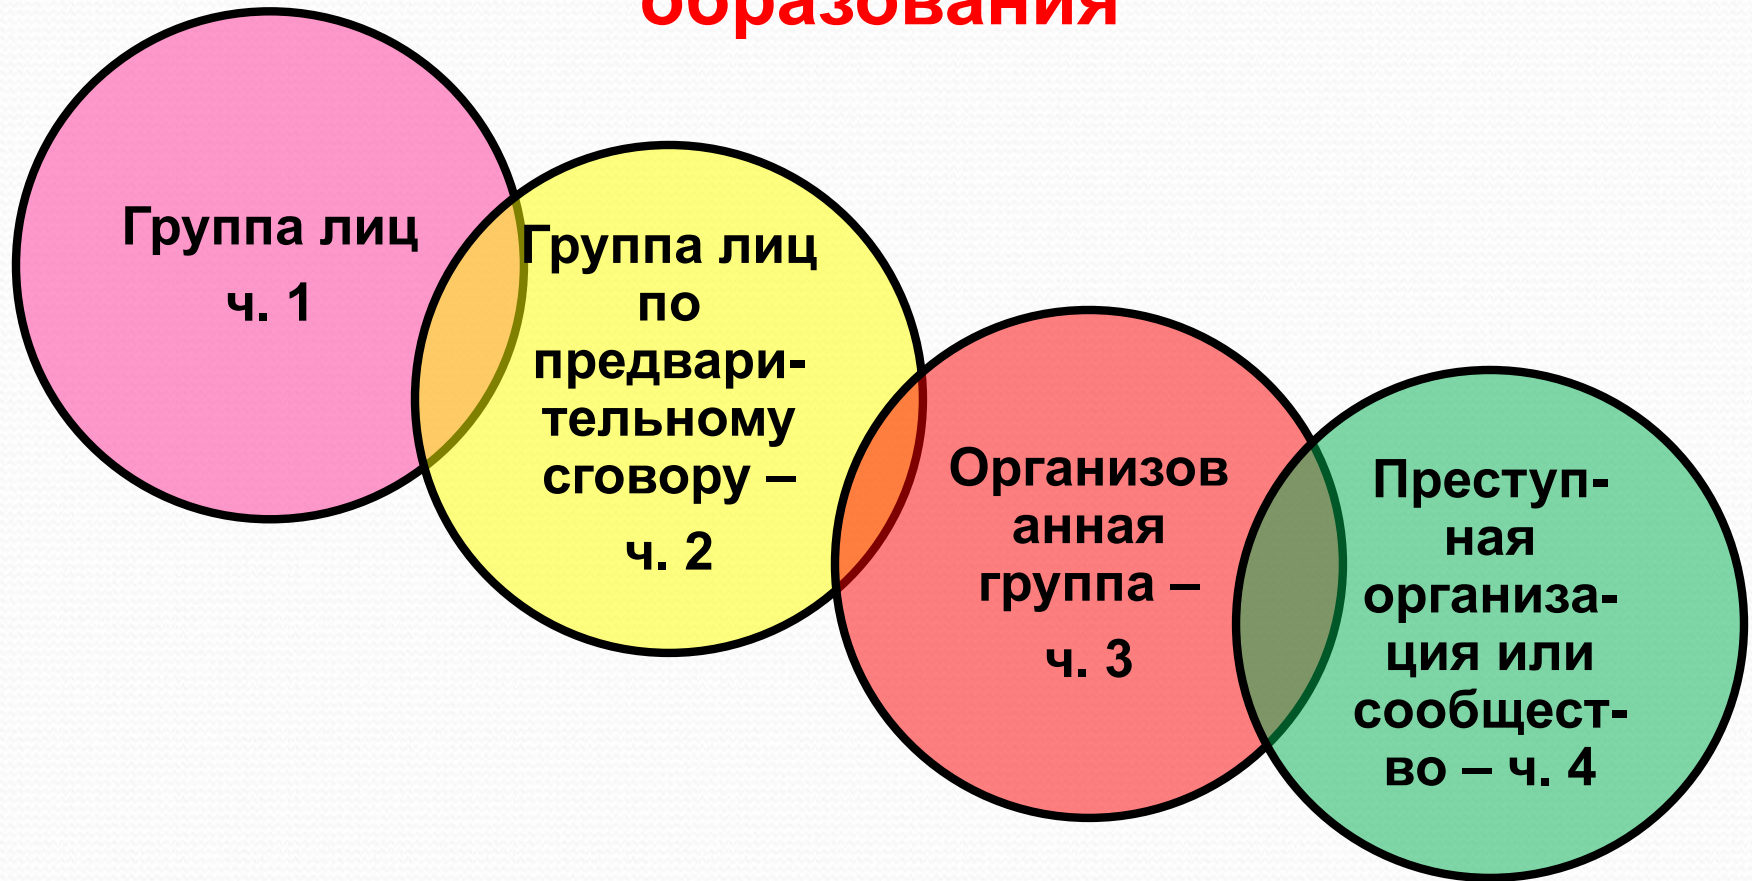 образования
Группа лиц
ч. 1
Группа лиц
по
предвари-
тельному
сговору –
ч. 2
Организов
анная
группа –
ч. 3
Преступ-
ная
организа-
ция или
сообщест-
во – ч. 4